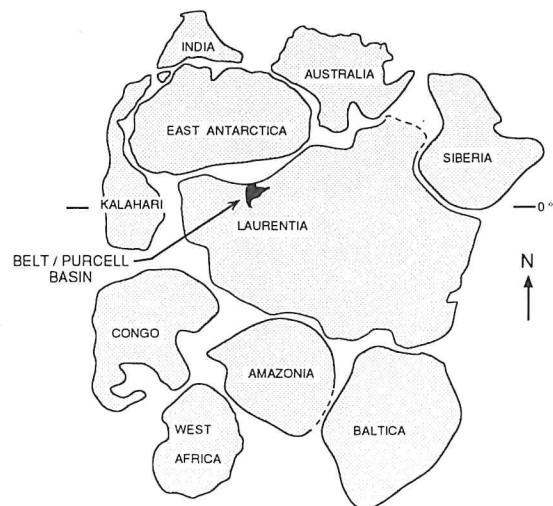 INDIA
AUSTRALIA
EAST ANTARCTICA
SIBERIA
KALAHARI
0°
LAURENTIA
BELT / PURCELL
BASIN
N
CONGO
AMAZONIA
WEST
AFRICA
BALTICA